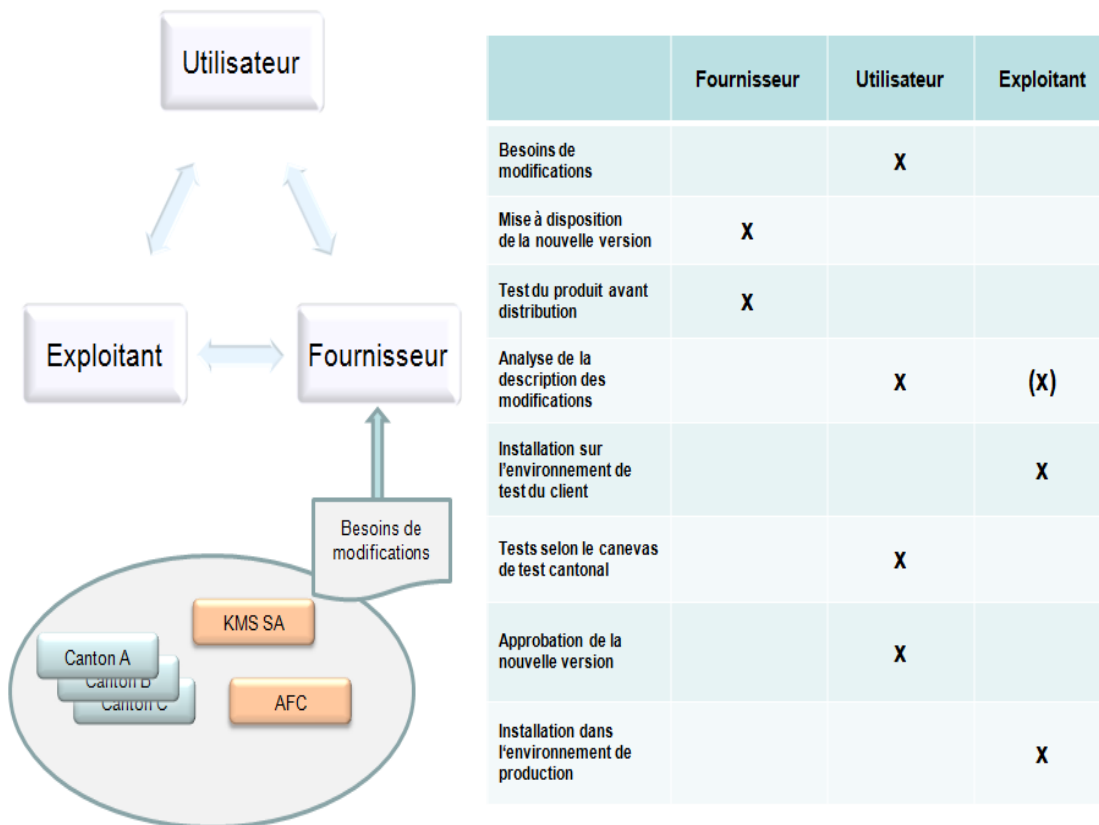 Utilisateur
Exploitant
Fournisseur
Besoins de
modifications
KMS SA
Canton A
Canton B
Canton C
AFC
Fournisseur Utilisateur Exploitant
Besoins de
modifications X
Mise à disposition
de la nouvelle version X
Test du produit avant
distribution X
Analyse de la
description des
modifications X (X)
Installation sur
l'environnement de
test du client X
Tests selon le canevas
de test cantonal X
Approbation de la
nouvelle version X
Installation dans
l'environnement de
production X